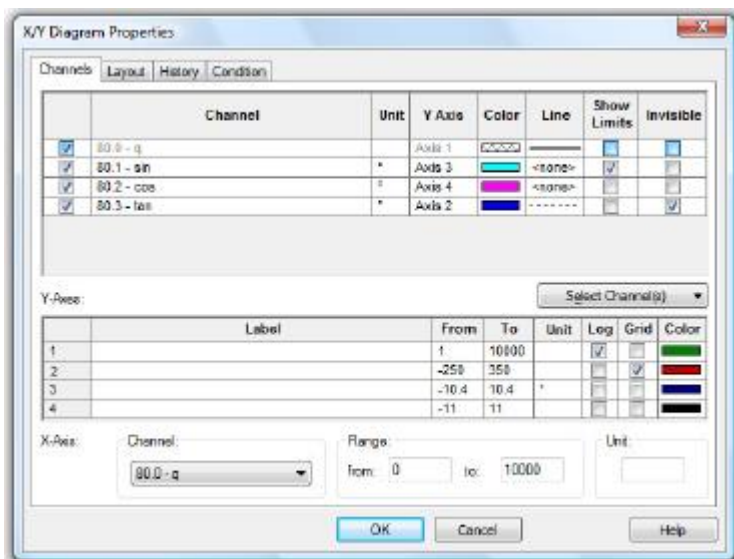 X/Y Diagram Properties
Channels Layout History Condition
Channel Unit Y Axis Color Line Show Limits Invisible
80.0 - q Axis 1
80.1 - sin ° Axis 3 <none>
80.2 - cos ° Axis 4 <none>
80.3 - tan ° Axis 2
Y-Axes: Select Channel(s)
Label From To Unit Log Grid Color
1 1 10000
2 -250 350
3 -10.4 10.4 °
4 -11 11
X-Axis: Channel: Range: Unit:
80.0 - q from: 0 to: 10000
OK Cancel Help